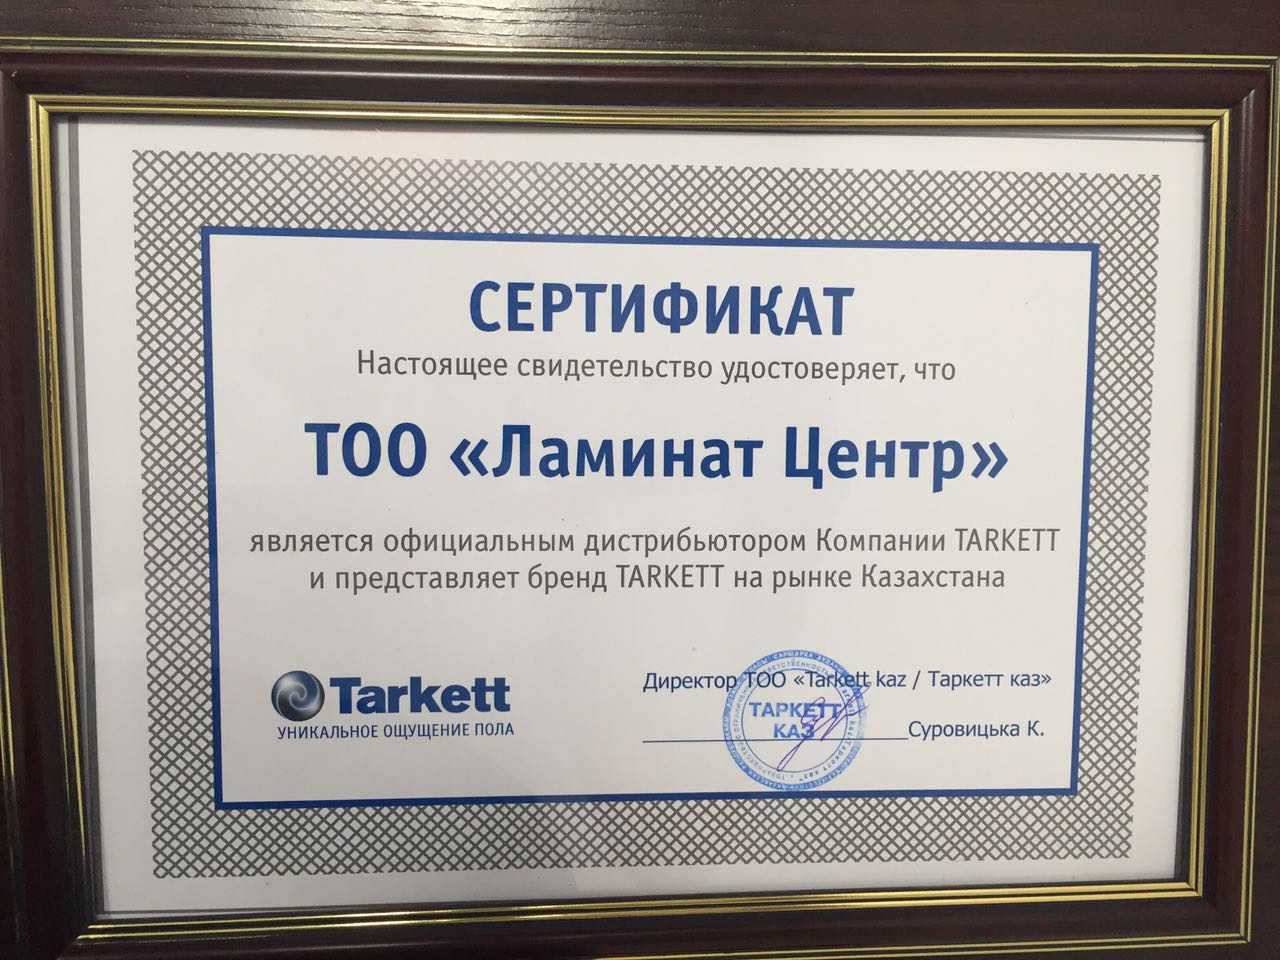 СЕРТИФИКАТ
Настоящее свидетельство удостоверяет, что
ТОО «Ламинат Центр»
является официальным дистрибьютором Компании TARKETT
и представляет бренд TARKETT на рынке Казахстана
Tarkett
УНИКАЛЬНОЕ ОЩУЩЕНИЕ ПОЛА
Директор ТОО «Tarkett kaz / Таркетт каз»
ТАРКЕТТ
КАЗ
Суровицька К.